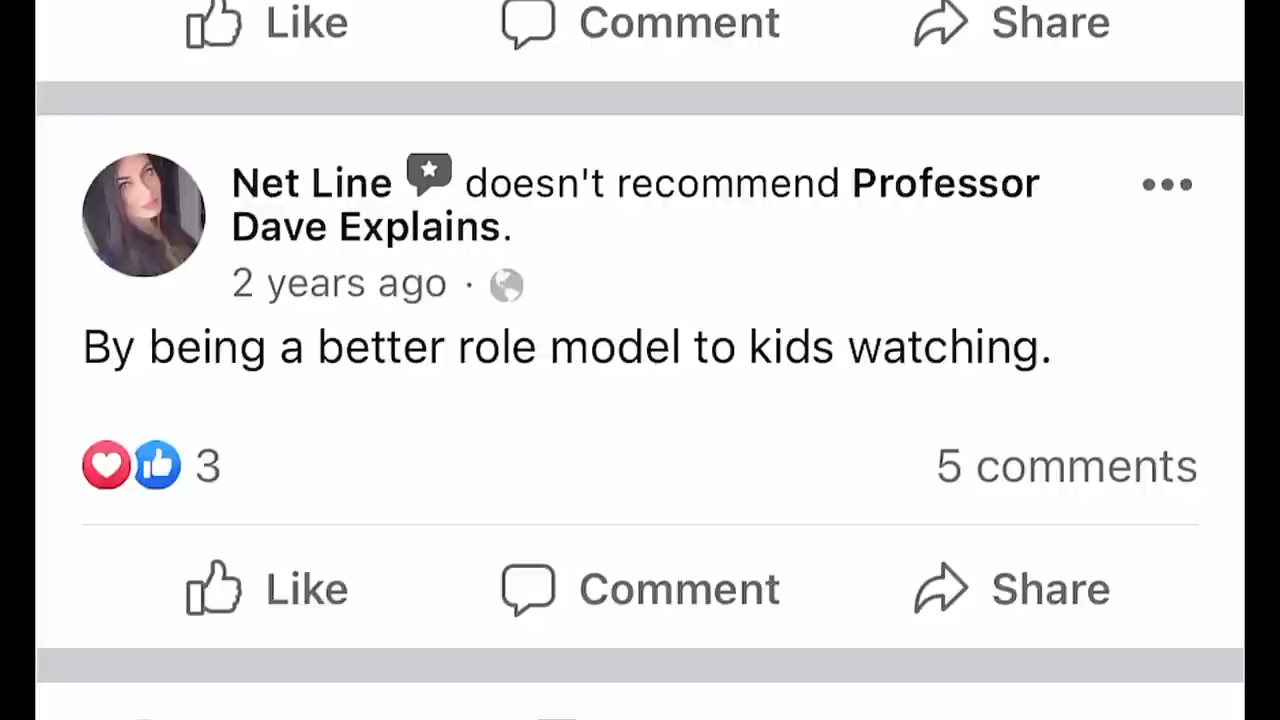 Like Comment Share
Net Line doesn't recommend Professor
Dave Explains.
2 years ago ·
By being a better role model to kids watching.
3 5 comments
Like Comment Share